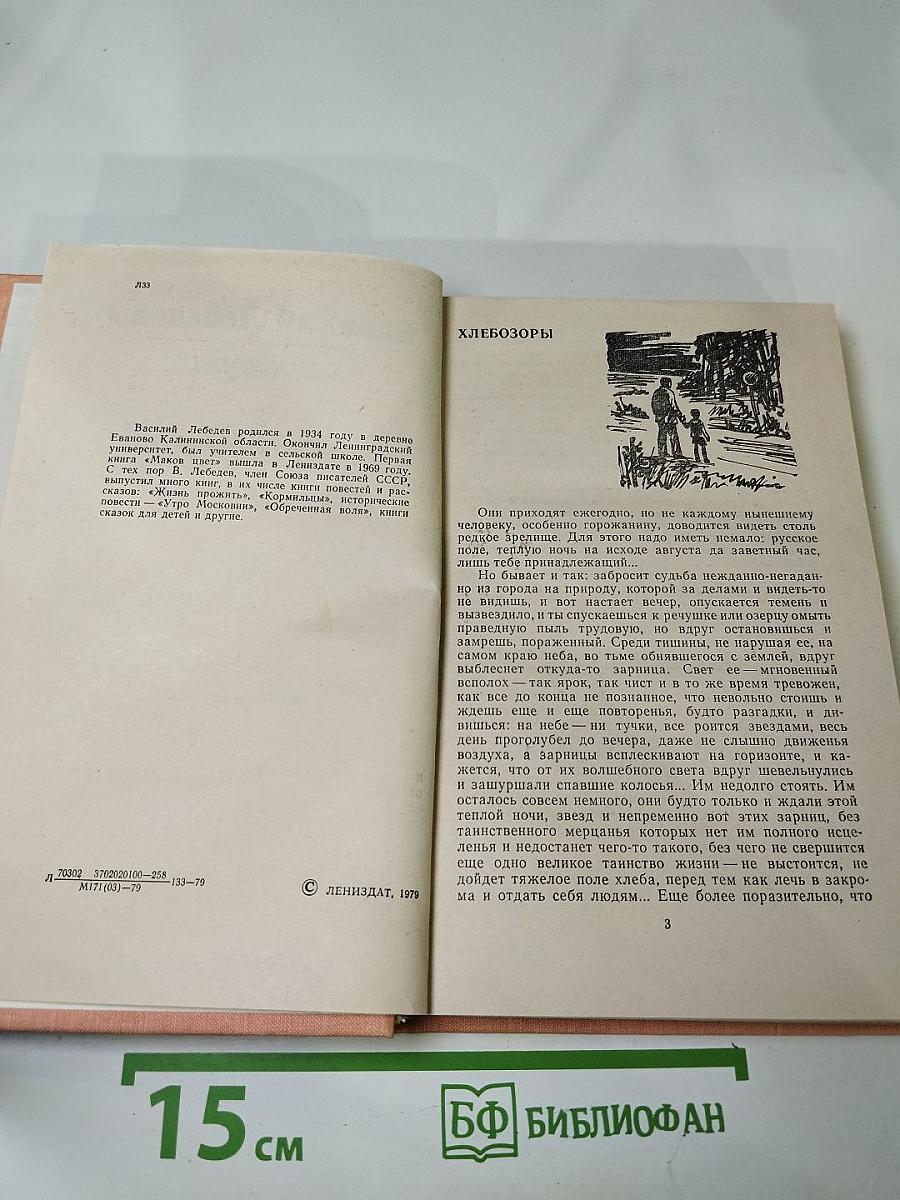 Л33
Василий Лебедев родился в 1934 году в деревне
Еваново Калининской области. Окончил Ленинградский
университет, был учителем в сельской школе. Первая
книга «Маков цвет» вышла в Лениздате в 1969 году.
С тех пор В. Лебедев, член Союза писателей СССР,
выпустил много книг, в их числе книги повестей и рас-
сказов: «Жизнь прожить», «Кормильцы», исторические
повести — «Утро Московии», «Обреченная воля», книги
сказок для детей и другие.
Л 70302 3702020100—258
М171(03)—79
133—79
© ЛЕНИЗДАТ, 1979
ХЛЕБОЗОРЫ
Они приходят ежегодно, но не каждому нынешнему
человеку, особенно горожанину, доводится видеть столь
редкое зрелище. Для этого надо иметь немало: русское
поле, теплую ночь на исходе августа да заветный час,
лишь тебе принадлежащий...
Но бывает и так: забросит судьба нежданно-негадан-
но из города на природу, которой за делами и видеть-то
не видишь, и вот настает вечер, опускается темень и
вызвездило, и ты спускаешься к речушке или озерцу омыть
праведную пыль трудовую, но вдруг остановишься и
замрешь, пораженный. Среди тишины, не нарушая ее, на
самом краю неба, во тьме обнявшегося с землей, вдруг
выблеснет откуда-то зарница. Свет ее — мгновенный
всполох — так ярок, так чист и в то же время тревожен,
как все до конца не познанное, что невольно стоишь и
ждешь еще и еще повторенья, будто разгадки, и ди-
вишься: на небе — ни тучки, все роится звездами, весь
день проголубел до вечера, даже не слышно движенья
воздуха, а зарницы всплескивают на горизонте, и ка-
жется, что от их волшебного света вдруг шевельнулись
и зашуршали спавшие колосья... Им недолго стоять. Им
осталось совсем немного, они будто только и ждали этой
теплой ночи, звезд и непременно вот этих зарниц, без
таинственного мерцанья которых нет им полного исце-
ленья и недостанет чего-то такого, без чего не свершится
еще одно великое таинство жизни — не выстоится, не
дойдет тяжелое поле хлеба, перед тем как лечь в закро-
ма и отдать себя людям... Еще более поразительно, что
3
15 см
БФ БИБЛИОФАН